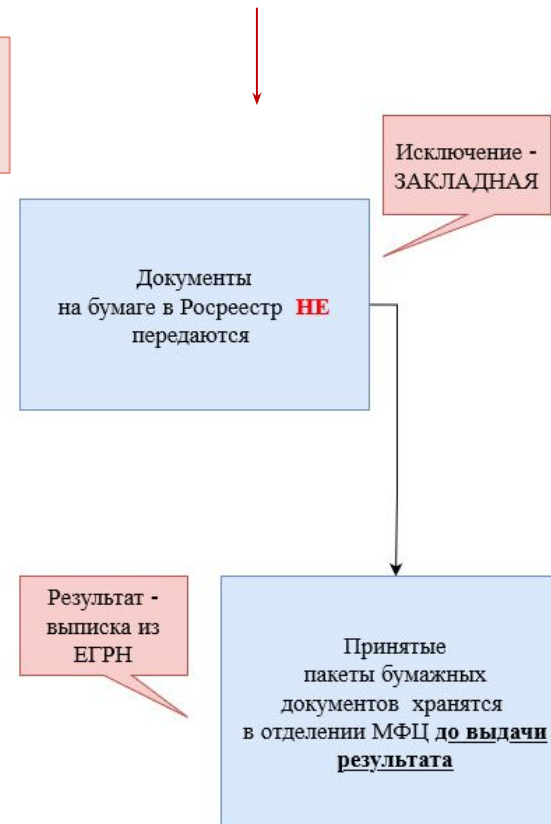 Исключение -
ЗАКЛАДНАЯ
Документы
на бумаге в Росреестр НЕ
передаются
Результат -
выписка из
ЕГРН
Принятые
пакеты бумажных
документов хранятся
в отделении МФЦ до выдачи
результата